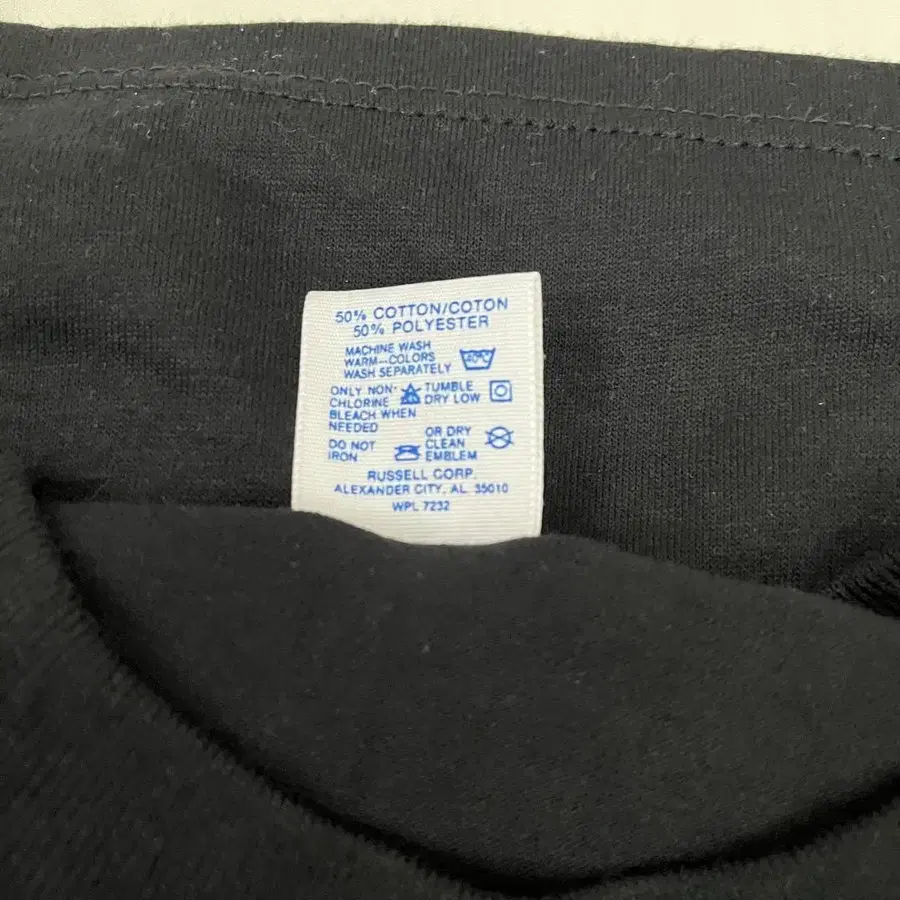 50% COTTON/COTON
50% POLYESTER
MACHINE WASH
WARM--COLORS
WASH SEPARATELY
40°C
ONLY NON-
CHLORINE
BLEACH WHEN
NEEDED
TUMBLE
DRY LOW
DO NOT
IRON
OR DRY
CLEAN
EMBLEM
RUSSELL CORP.
ALEXANDER CITY, AL 35010
WPL 7232